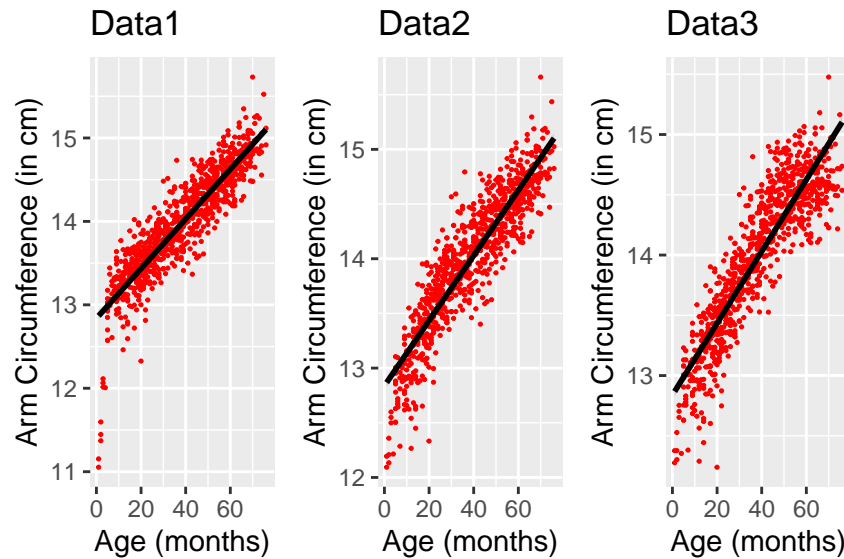 Data1
Arm Circumference (in cm)
15
14
13
12
11
0 20 40 60
Age (months)
Data2
Arm Circumference (in cm)
15
14
13
12
0 20 40 60
Age (months)
Data3
Arm Circumference (in cm)
15
14
13
0 20 40 60
Age (months)